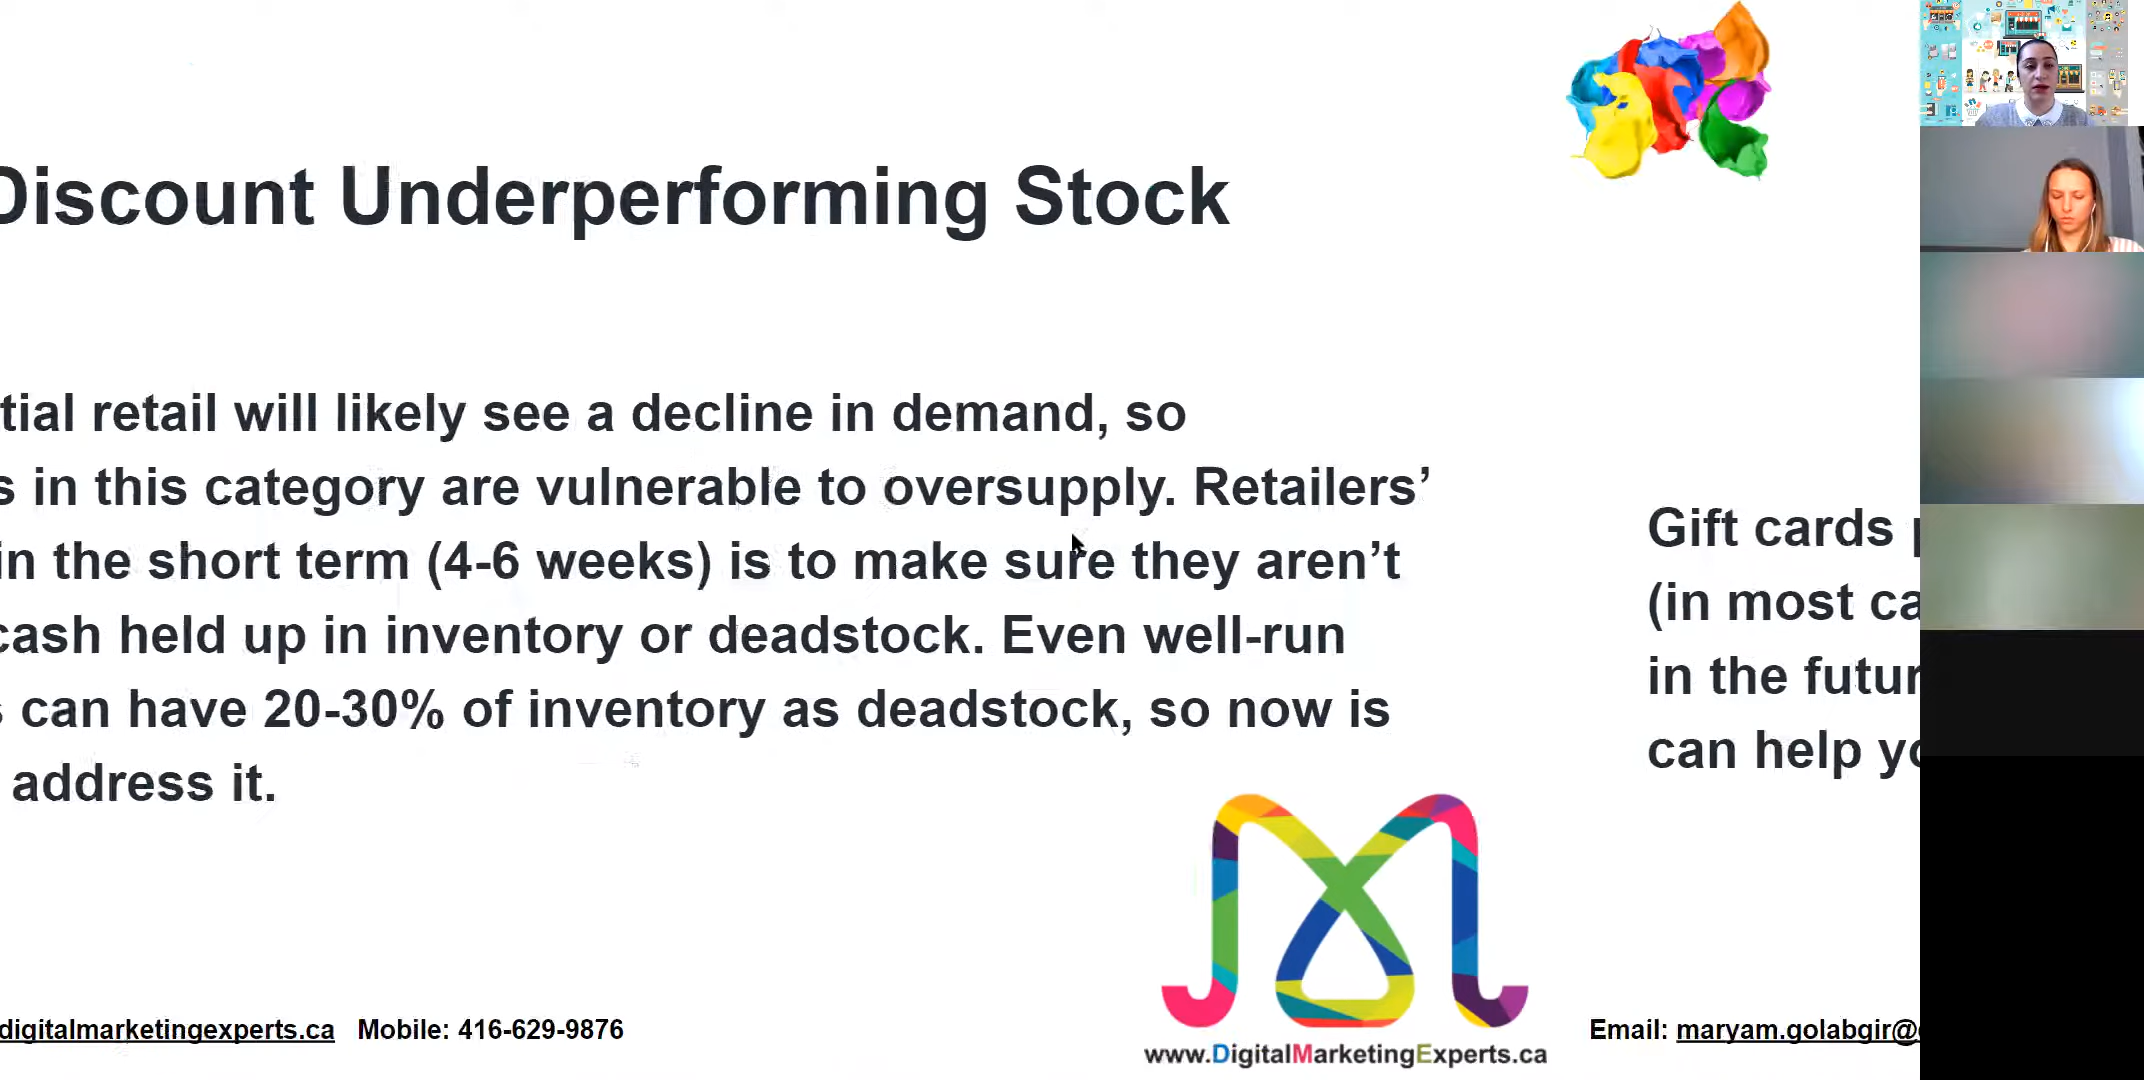 Discount Underperforming Stock
tial retail will likely see a decline in demand, so
s in this category are vulnerable to oversupply. Retailers’
in the short term (4-6 weeks) is to make sure they aren’t
cash held up in inventory or deadstock. Even well-run
s can have 20-30% of inventory as deadstock, so now is
address it.
Gift cards
(in most ca
in the futur
can help yo
digitalmarketingexperts.ca Mobile: 416-629-9876
www.DigitalMarketingExperts.ca
Email: maryam.golabgir@